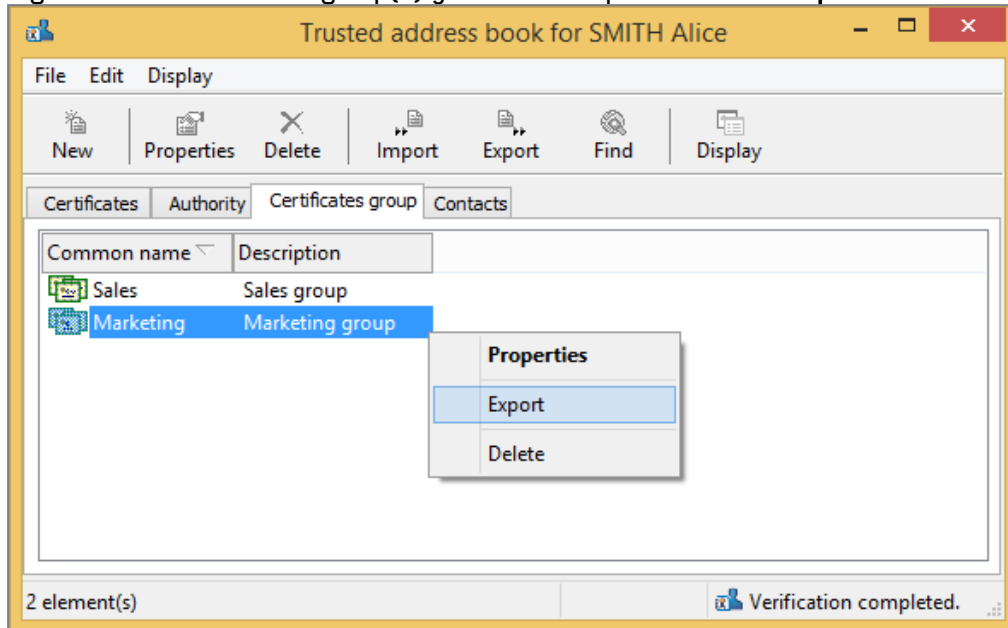 Trusted address book for SMITH Alice
File Edit Display
New Properties Delete Import Export Find Display
Certificates Authority Certificates group Contacts
Common name Description
Sales Sales group
Marketing Marketing group
Properties
Export
Delete
2 element(s) Verification completed.